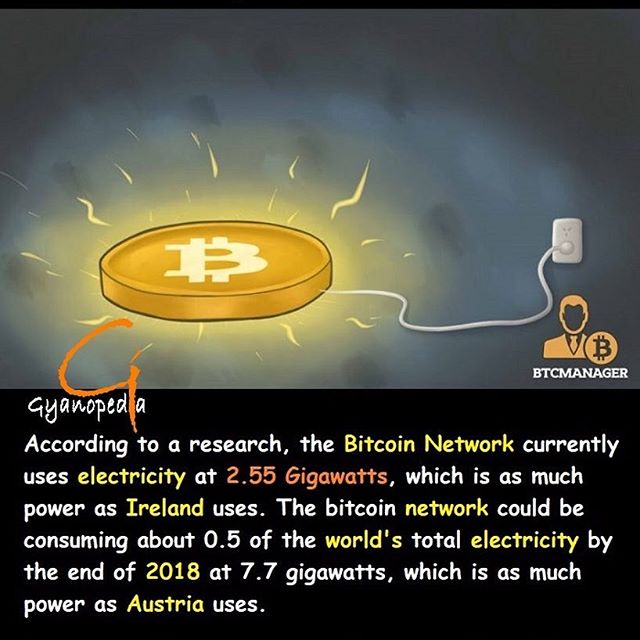 BTCMANAGER
Gyanopedia
According to a research, the Bitcoin Network currently
uses electricity at 2.55 Gigawatts, which is as much
power as Ireland uses. The bitcoin network could be
consuming about 0.5 of the world's total electricity by
the end of 2018 at 7.7 gigawatts, which is as much
power as Austria uses.